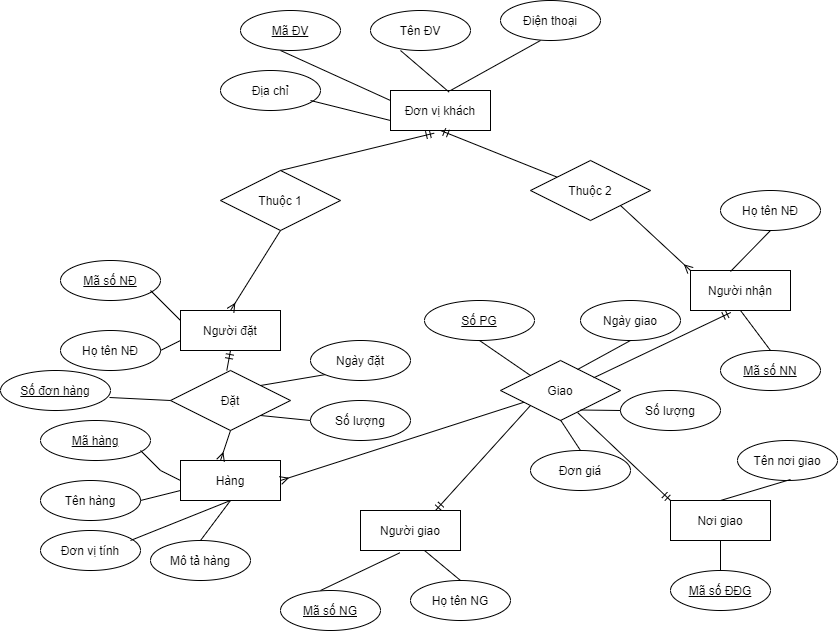 Điện thoại
Mã ĐV
Tên ĐV
Địa chỉ
Đơn vị khách
Thuộc 1
Thuộc 2
Họ tên NĐ
Mã số NĐ
Người nhận
Số PG
Ngày giao
Người đặt
Họ tên NĐ
Ngày đặt
Mã số NN
Số đơn hàng
Đặt
Giao
Số lượng
Số lượng
Mã hàng
Tên nơi giao
Đơn giá
Hàng
Tên hàng
Người giao
Nơi giao
Đơn vị tính
Mô tả hàng
Mã số ĐĐG
Mã số NG
Họ tên NG